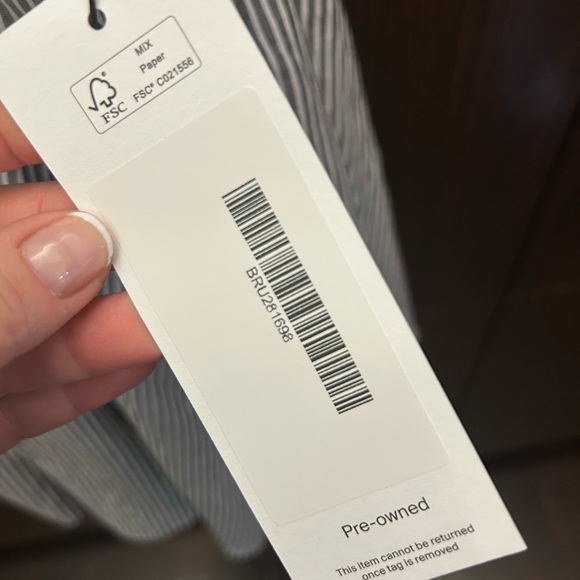 MIX
Paper
FSC® C021556
FSC
BRU281698
Pre-owned
This item cannot be returned
once tag is removed